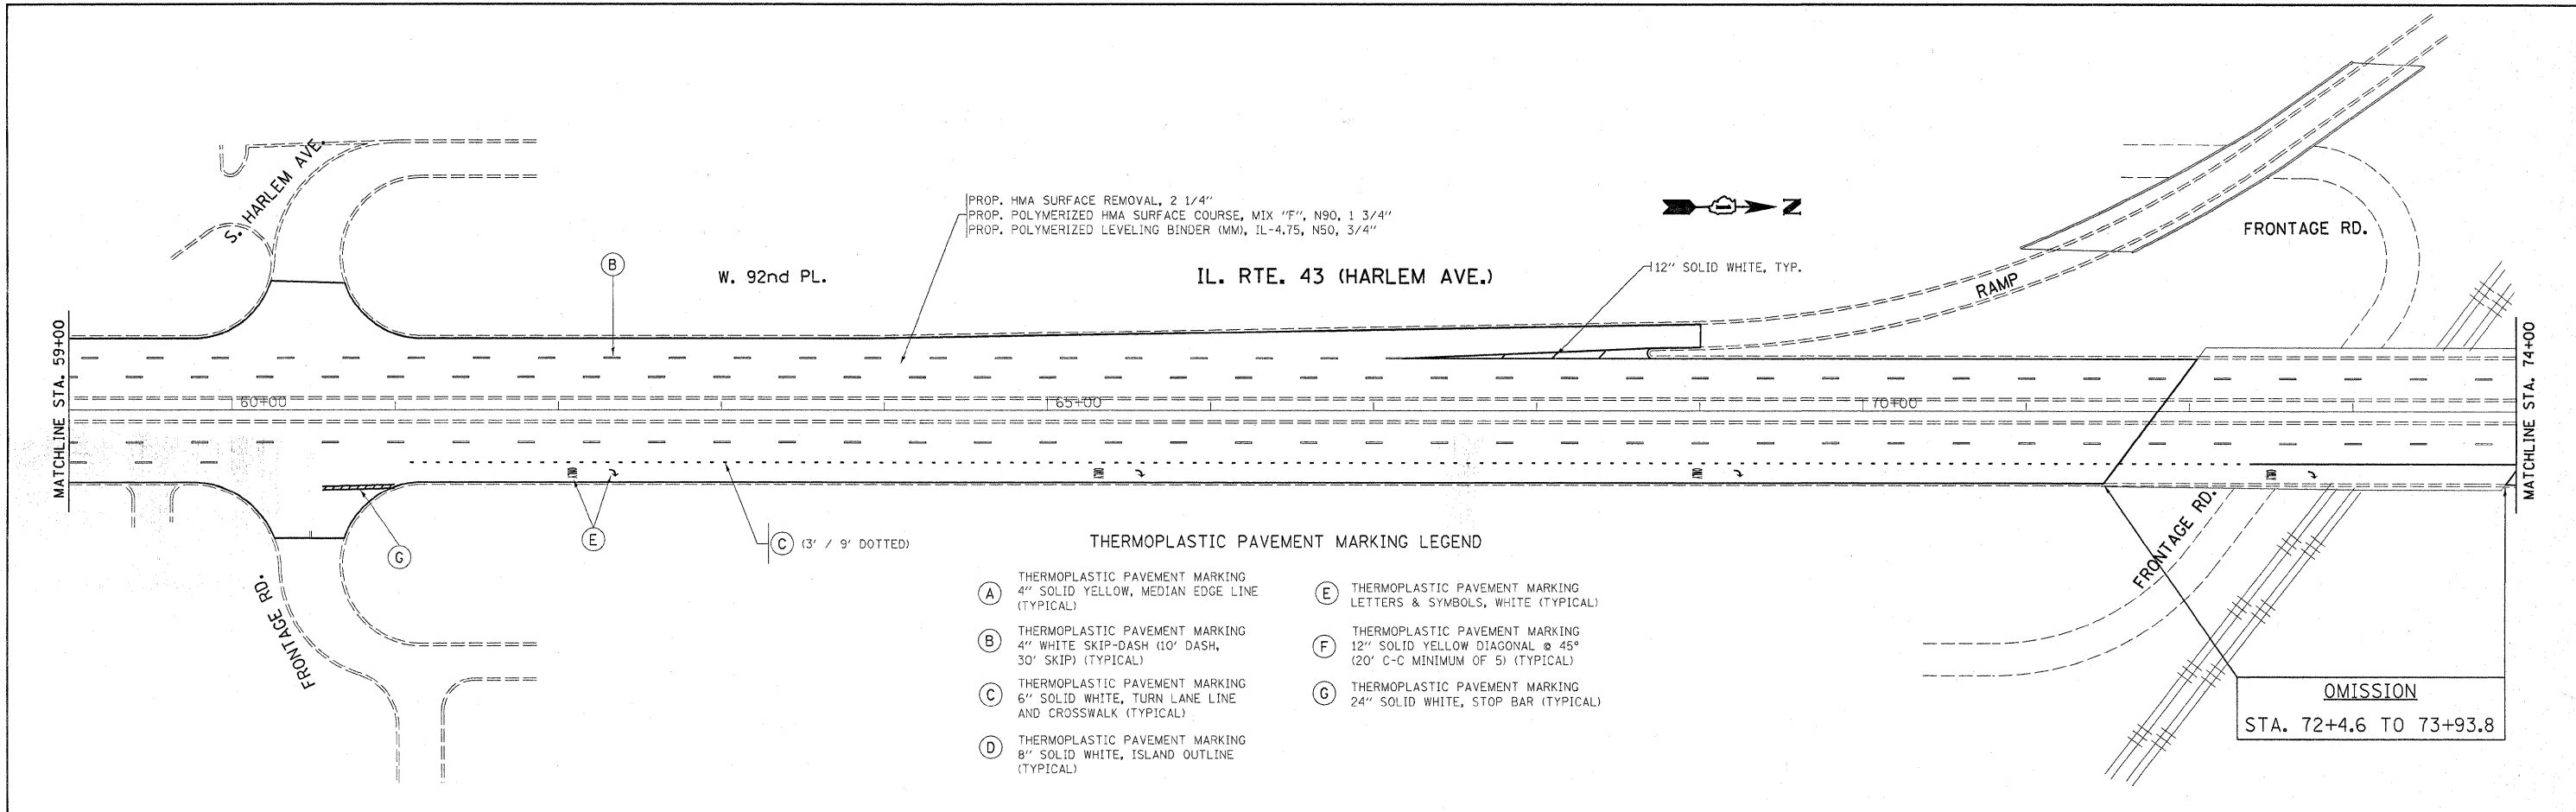 S. HARLEM AVE.
PROP. HMA SURFACE REMOVAL, 2 1/4"
PROP. POLYMERIZED HMA SURFACE COURSE, MIX "F", N90, 1 3/4"
PROP. POLYMERIZED LEVELING BINDER (MM), IL-4.75, N50, 3/4"
N
FRONTAGE RD.
B
W. 92nd PL.
IL. RTE. 43 (HARLEM AVE.)
12" SOLID WHITE, TYP.
RAMP
MATCHLINE STA. 59+00
60+00
65+00
70+00
MATCHLINE STA. 74+00
ONLY
ONLY
ONLY
ONLY
G
E
C (3' / 9' DOTTED)
FRONTAGE RD.
FRONTAGE RD.
THERMOPLASTIC PAVEMENT MARKING LEGEND
A THERMOPLASTIC PAVEMENT MARKING
4" SOLID YELLOW, MEDIAN EDGE LINE
(TYPICAL)
B THERMOPLASTIC PAVEMENT MARKING
4" WHITE SKIP-DASH (10' DASH,
30' SKIP) (TYPICAL)
C THERMOPLASTIC PAVEMENT MARKING
6" SOLID WHITE, TURN LANE LINE
AND CROSSWALK (TYPICAL)
D THERMOPLASTIC PAVEMENT MARKING
8" SOLID WHITE, ISLAND OUTLINE
(TYPICAL)
E THERMOPLASTIC PAVEMENT MARKING
LETTERS & SYMBOLS, WHITE (TYPICAL)
F THERMOPLASTIC PAVEMENT MARKING
12" SOLID YELLOW DIAGONAL @ 45°
(20' C-C MINIMUM OF 5) (TYPICAL)
G THERMOPLASTIC PAVEMENT MARKING
24" SOLID WHITE, STOP BAR (TYPICAL)
OMISSION
STA. 72+4.6 TO 73+93.8